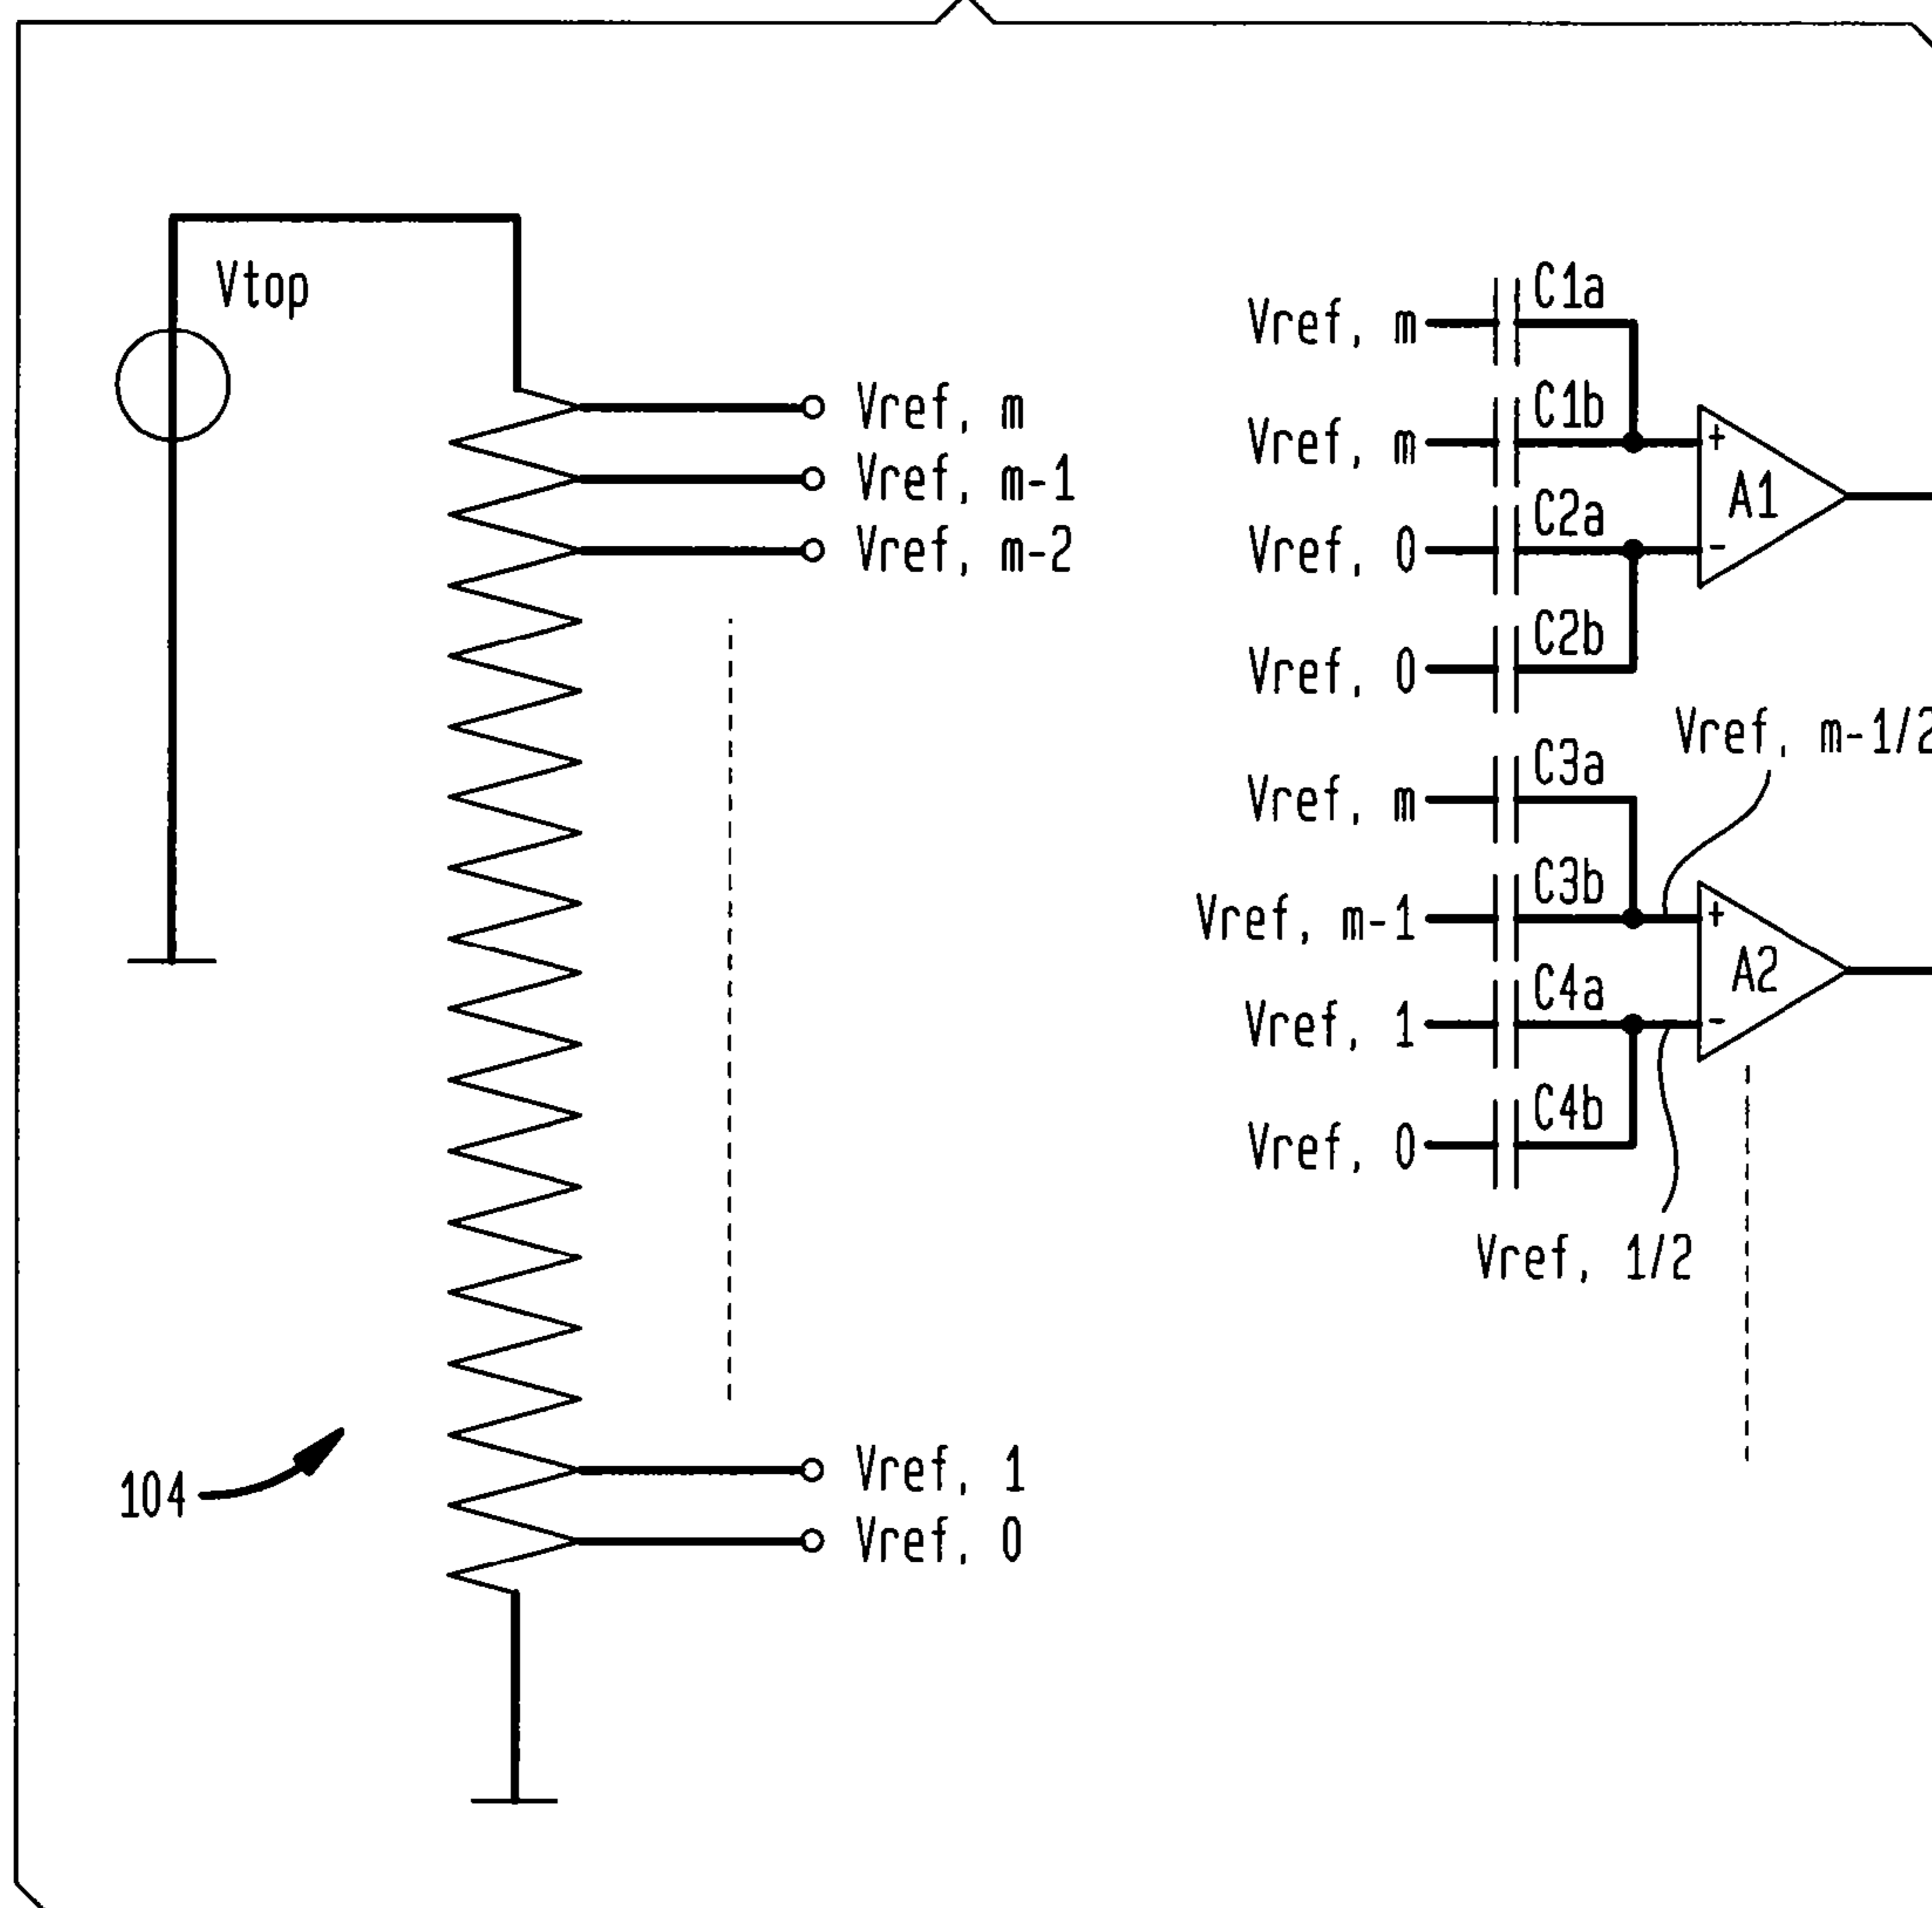 Vtop
Vref, m
Vref, m-1
Vref, m-2
Vref, 1
Vref, 0
104
C1a
Vref, m
C1b
Vref, m
+
A1
C2a
Vref, 0
-
C2b
Vref, 0
Vref, m-1/2
C3a
Vref, m
C3b
Vref, m-1
+
A2
C4a
Vref, 1
-
C4b
Vref, 0
Vref, 1/2